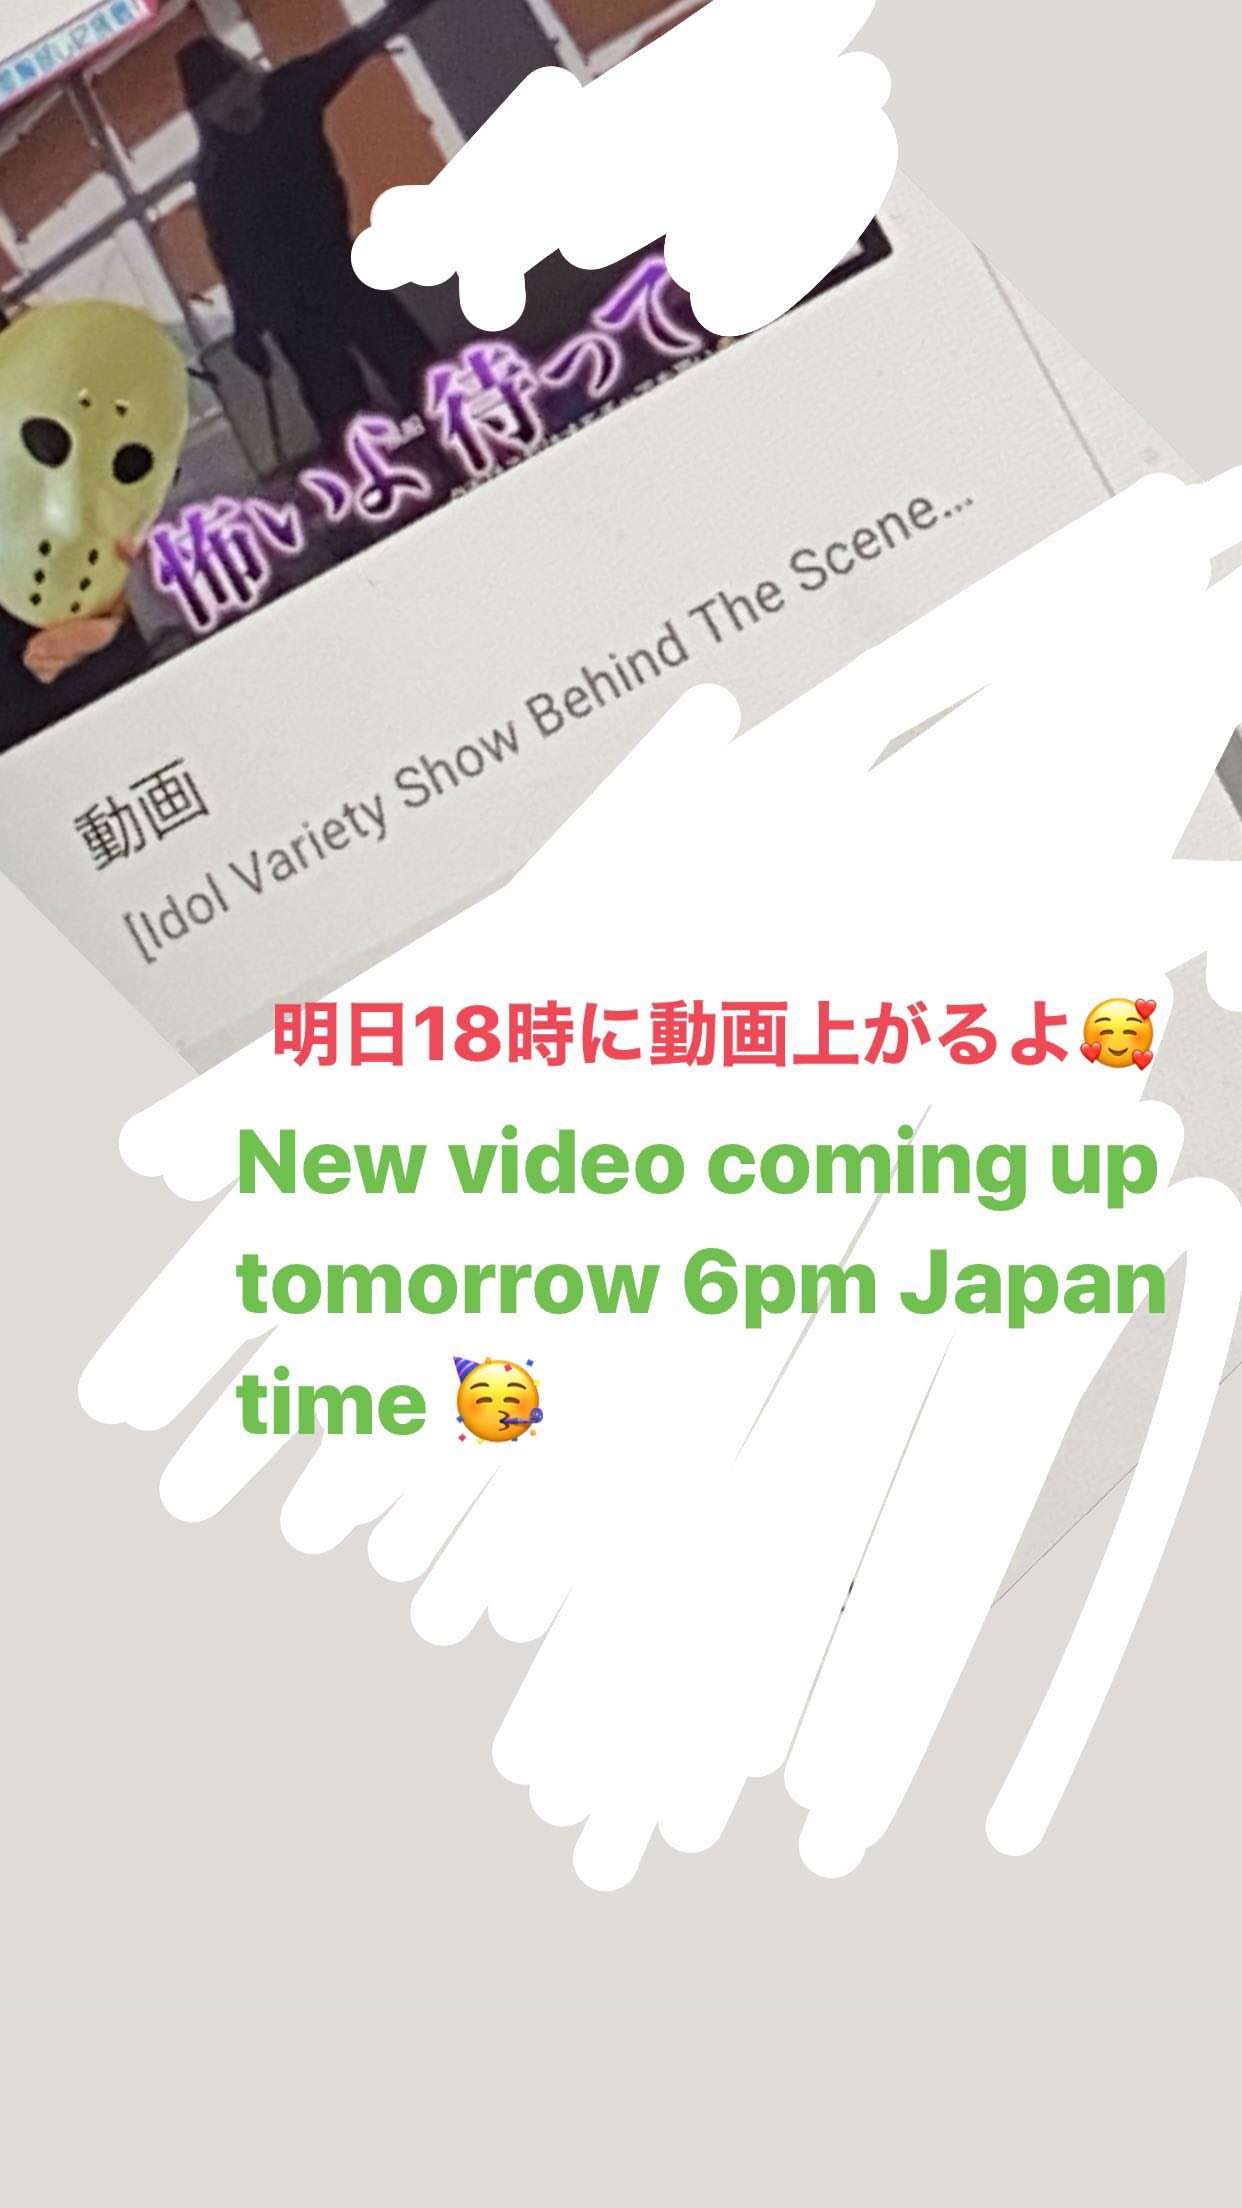 怖いよ 待って
動画
[Idol Variety Show Behind The Scene...
明日18時に動画上がるよ🥰
New video coming up
tomorrow 6pm Japan
time 🥳